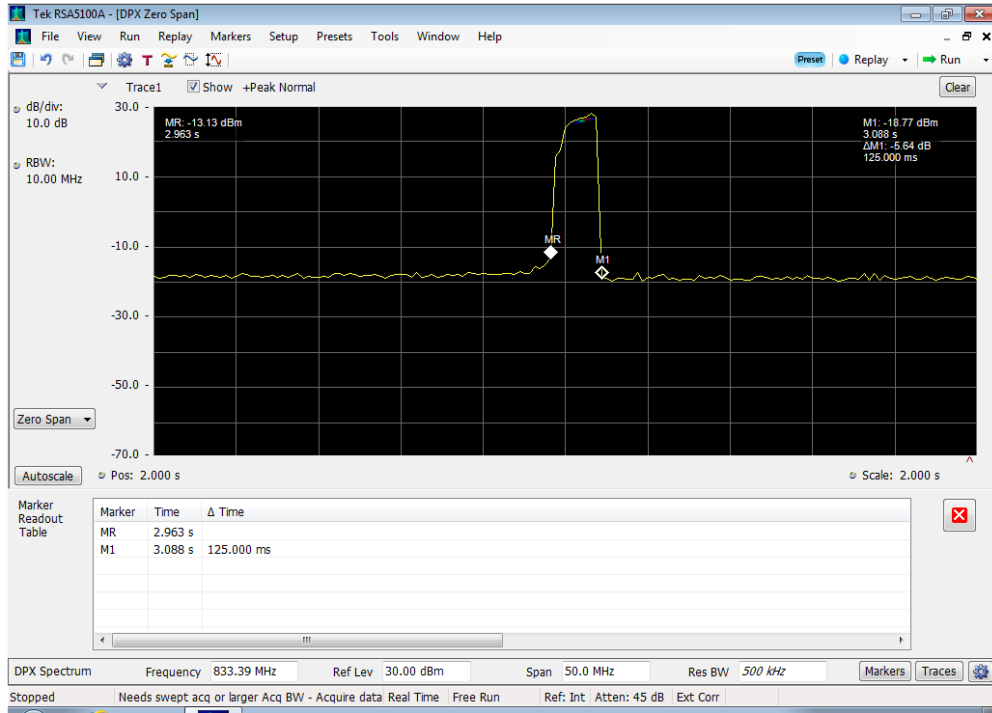 Tek RSA5100A - [DPX Zero Span]
File View Run Replay Markers Setup Presets Tools Window Help
T Preset Replay Run
Trace1 Show +Peak Normal Clear
dB/div:
10.0 dB
RBW:
10.00 MHz
30.0 -
10.0 -
-10.0 -
-30.0 -
-50.0 -
-70.0 -
MR: -13.13 dBm
2.963 s
M1: -18.77 dBm
3.088 s
ΔM1: -5.64 dB
125.000 ms
MR
M1
Zero Span
Autoscale Pos: 2.000 s Scale: 2.000 s
Marker
Readout
Table
Marker Time Δ Time
MR 2.963 s
M1 3.088 s 125.000 ms
DPX Spectrum Frequency 833.39 MHz Ref Lev 30.00 dBm Span 50.0 MHz Res BW 500 kHz Markers Traces
Stopped Needs swept acq or larger Acq BW - Acquire data Real Time Free Run Ref: Int Atten: 45 dB Ext Corr